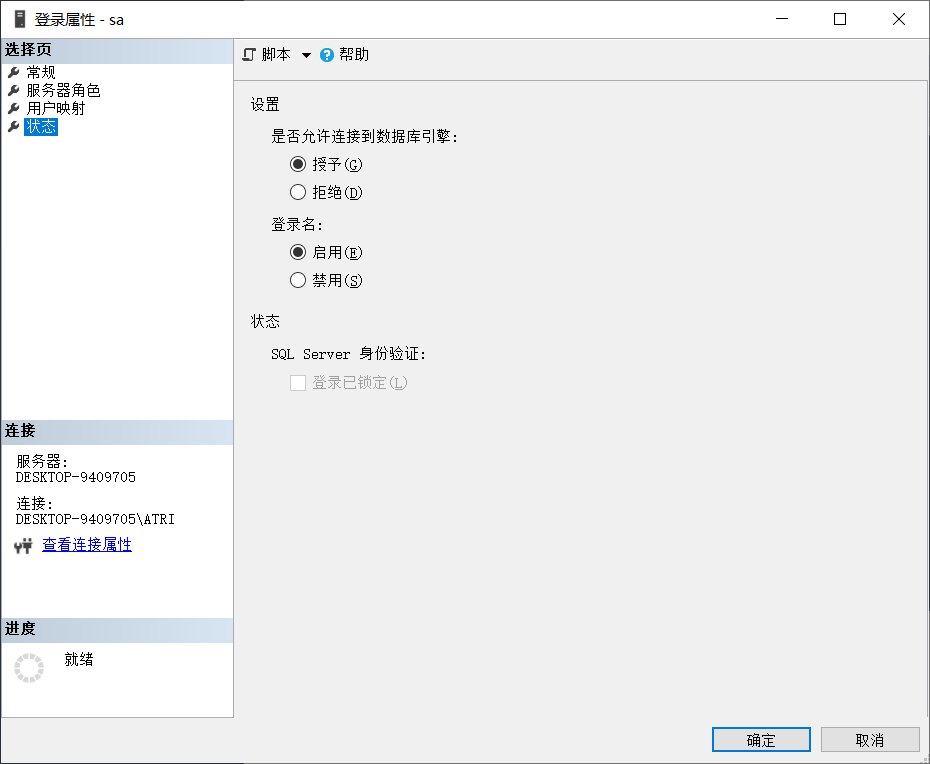 登录属性 - sa
选择页
常规
服务器角色
用户映射
状态
脚本
帮助
设置
是否允许连接到数据库引擎:
授予(G)
拒绝(D)
登录名:
启用(E)
禁用(S)
状态
SQL Server 身份验证:
登录已锁定(L)
连接
服务器:
DESKTOP-9409705
连接:
DESKTOP-9409705\ATRI
查看连接属性
进度
就绪
确定
取消